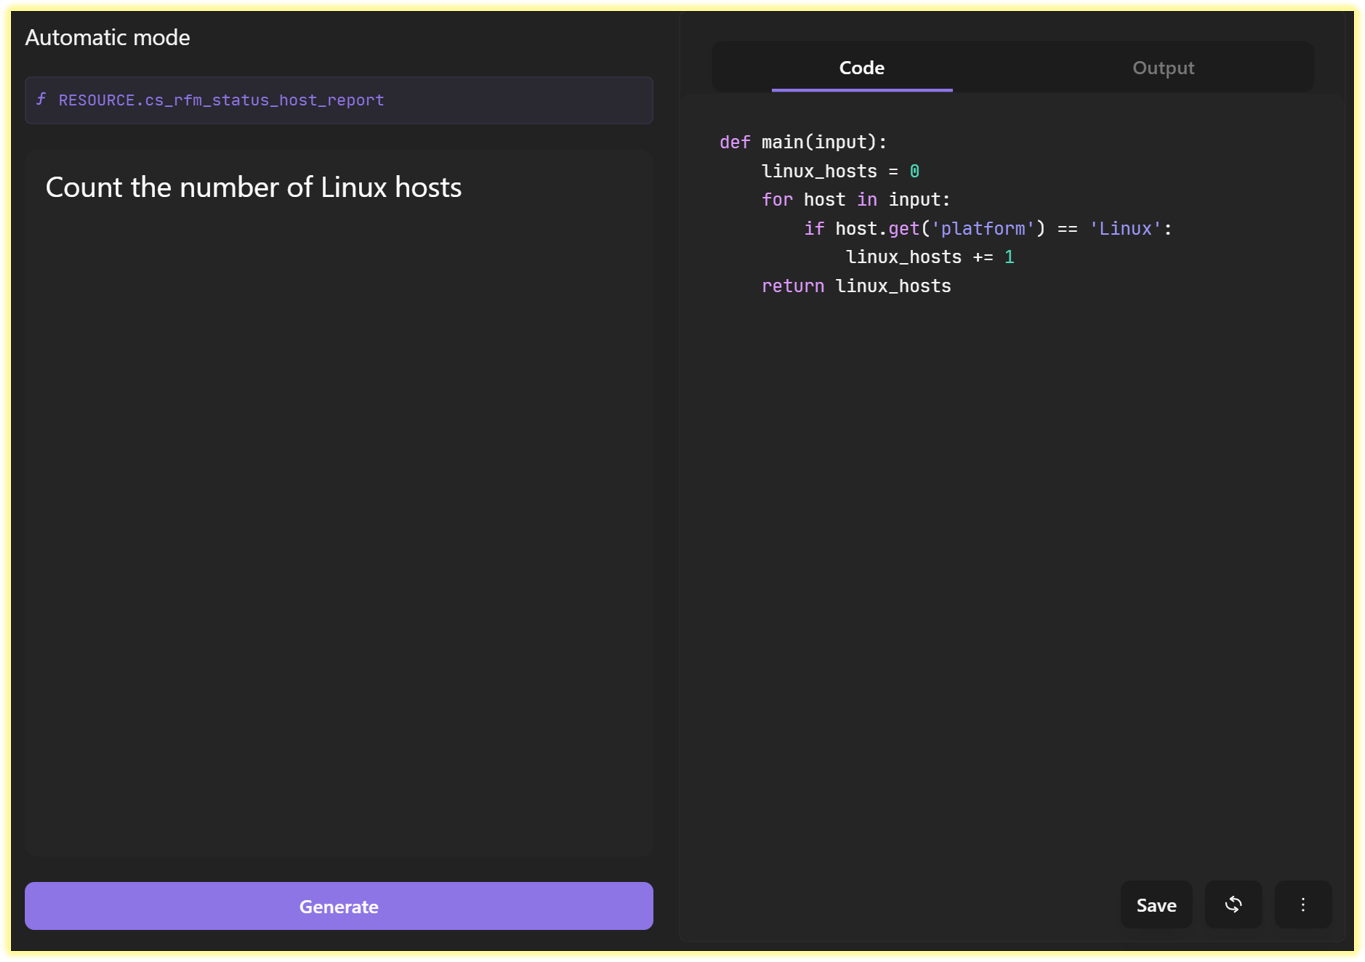 Automatic mode
f RESOURCE.cs_rfm_status_host_report
Count the number of Linux hosts
Generate
Code
Output
def main(input):
    linux_hosts = 0
    for host in input:
        if host.get('platform') == 'Linux':
            linux_hosts += 1
    return linux_hosts
Save